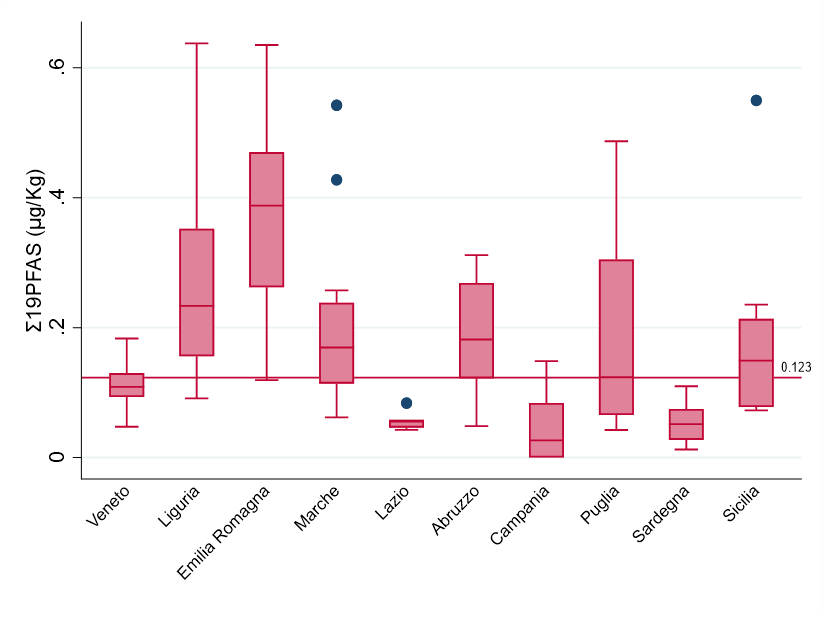 Σ19PFAS (µg/Kg)
.6
.4
.2
0
0.123
Veneto
Liguria
Emilia Romagna
Marche
Lazio
Abruzzo
Campania
Puglia
Sardegna
Sicilia